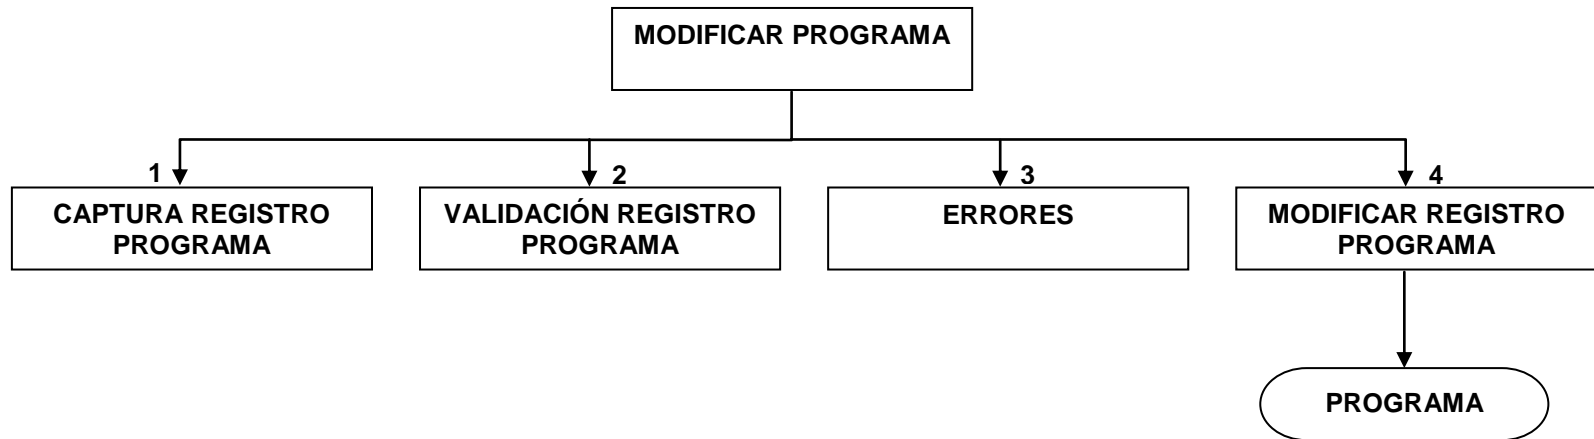 MODIFICAR PROGRAMA
1
2
3
4
CAPTURA REGISTRO
PROGRAMA
VALIDACIÓN REGISTRO
PROGRAMA
ERRORES
MODIFICAR REGISTRO
PROGRAMA
PROGRAMA